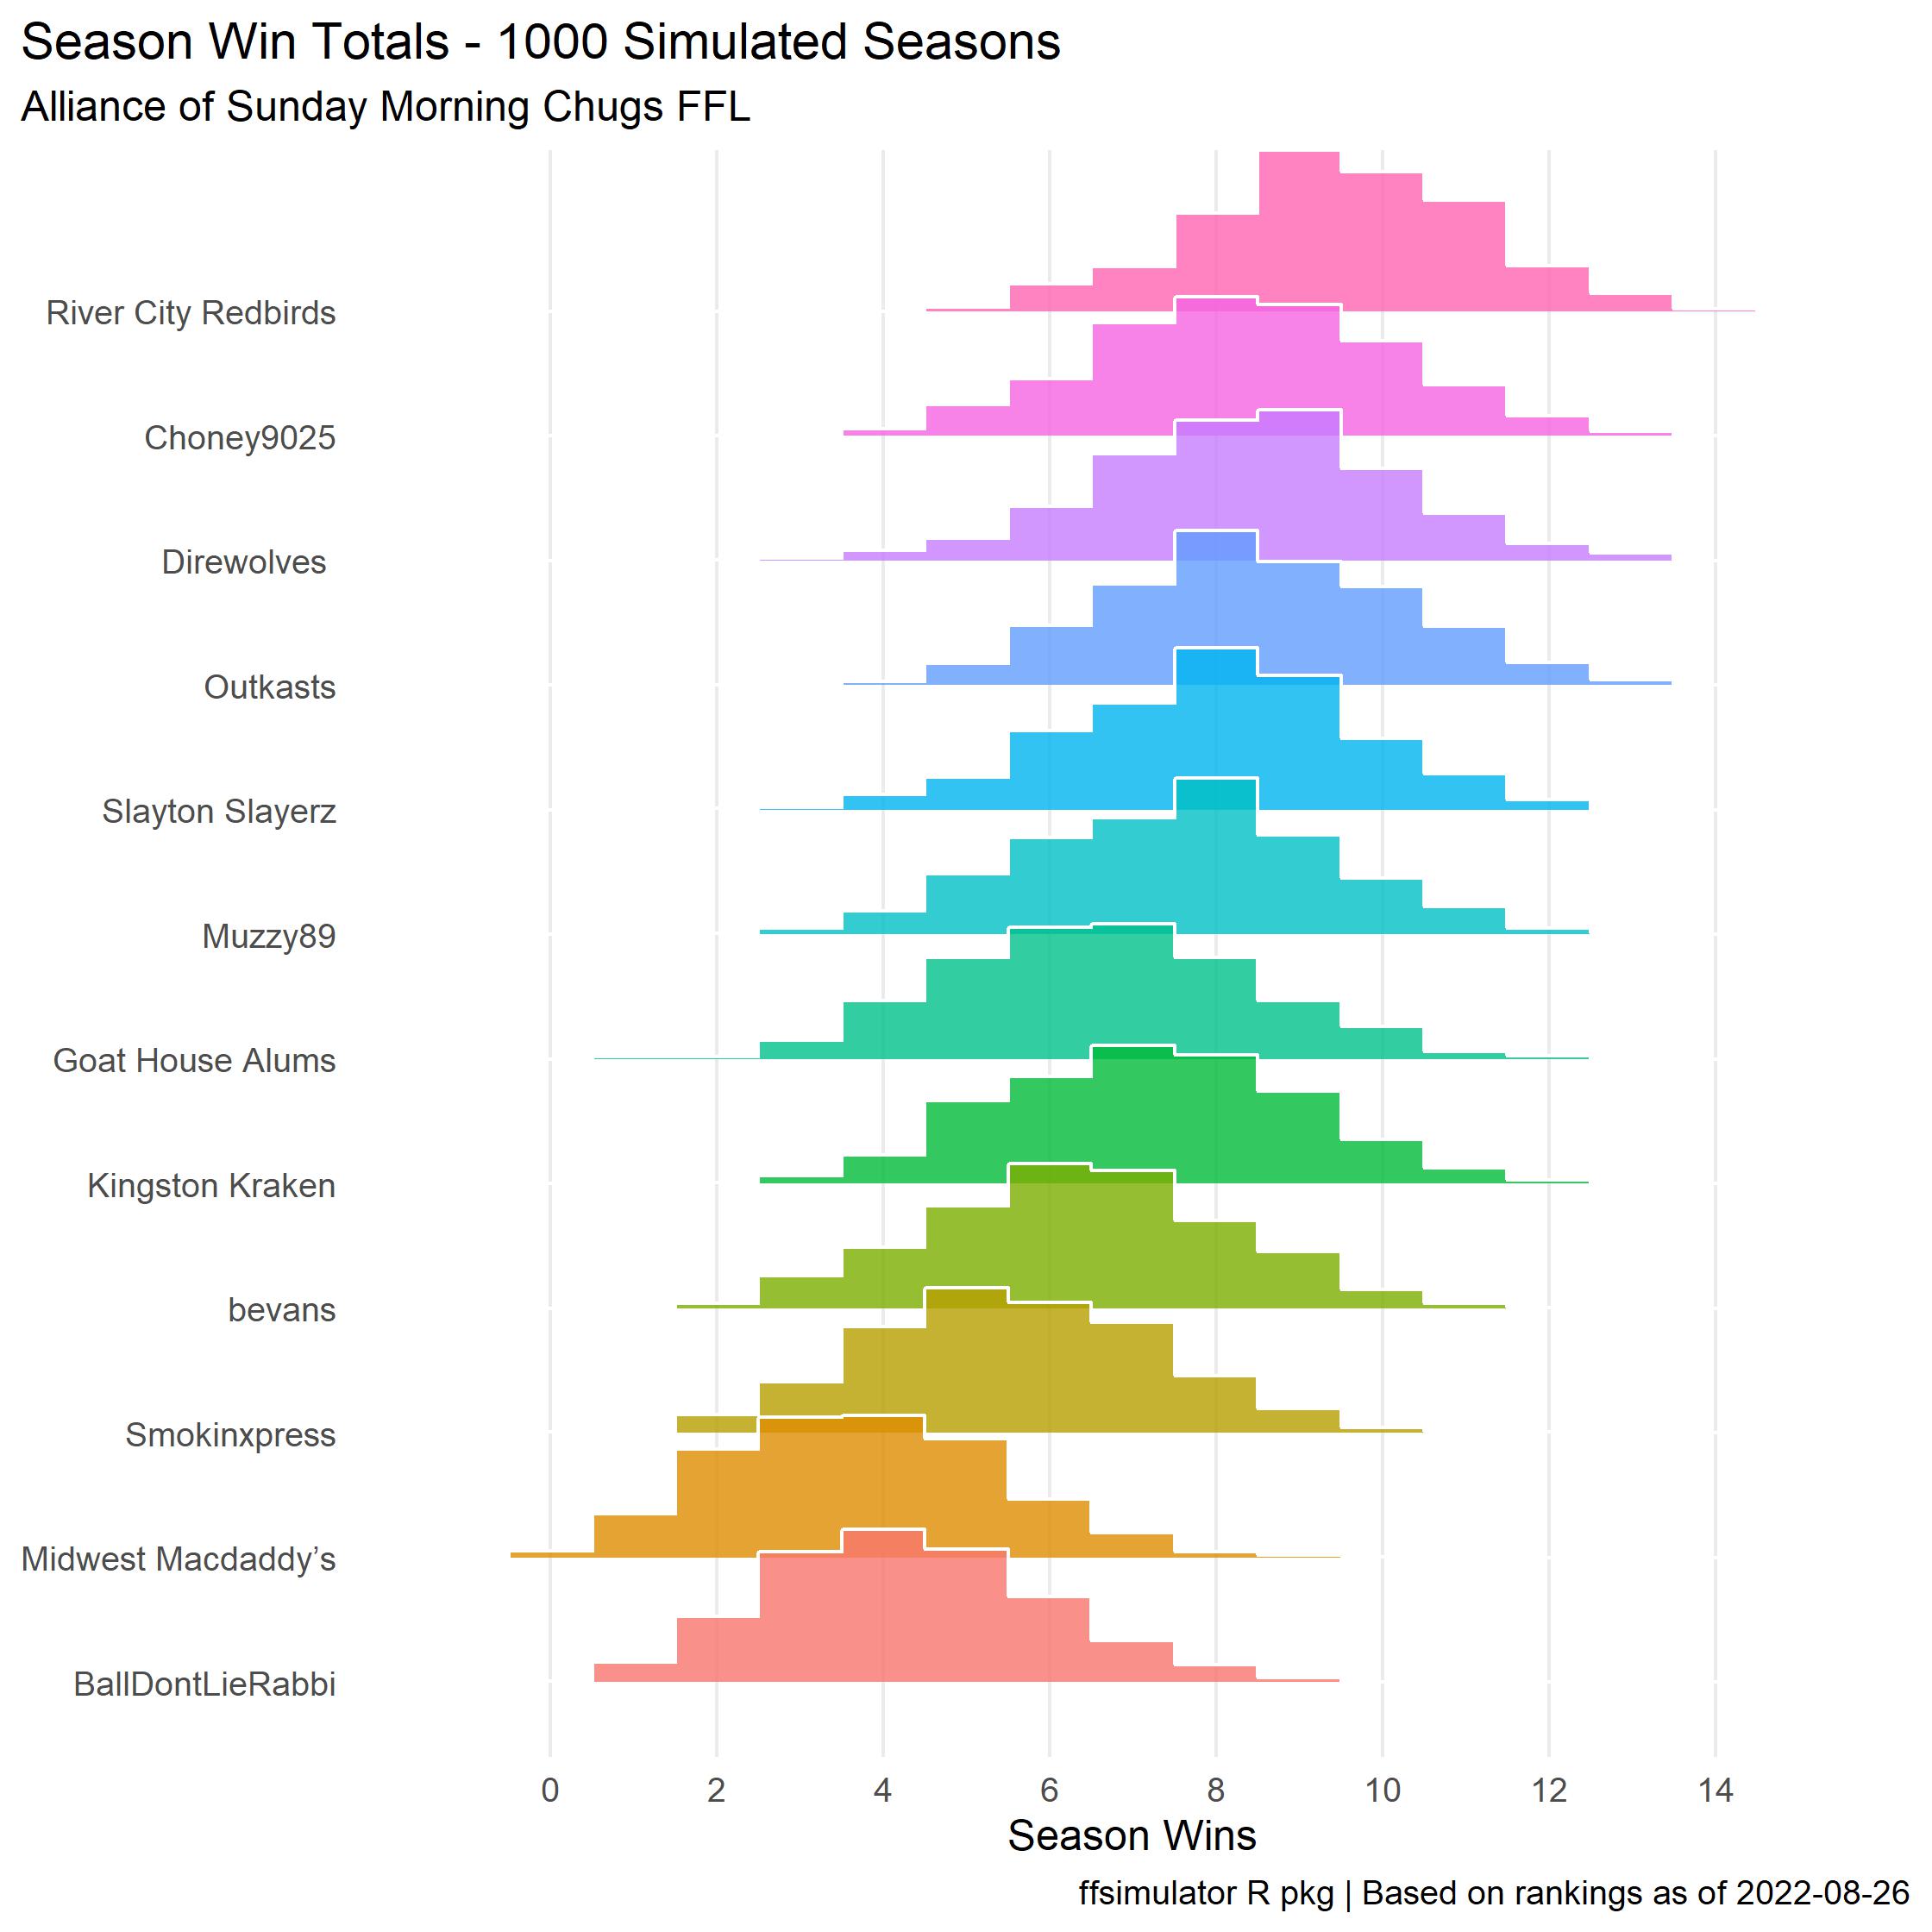 Season Win Totals - 1000 Simulated Seasons
Alliance of Sunday Morning Chugs FFL
River City Redbirds
Choney9025
Direwolves
Outkasts
Slayton Slayerz
Muzzy89
Goat House Alums
Kingston Kraken
bevans
Smokinxpress
Midwest Macdaddy’s
BallDontLieRabbi
0 2 4 6 8 10 12 14
Season Wins
ffsimulator R pkg | Based on rankings as of 2022-08-26